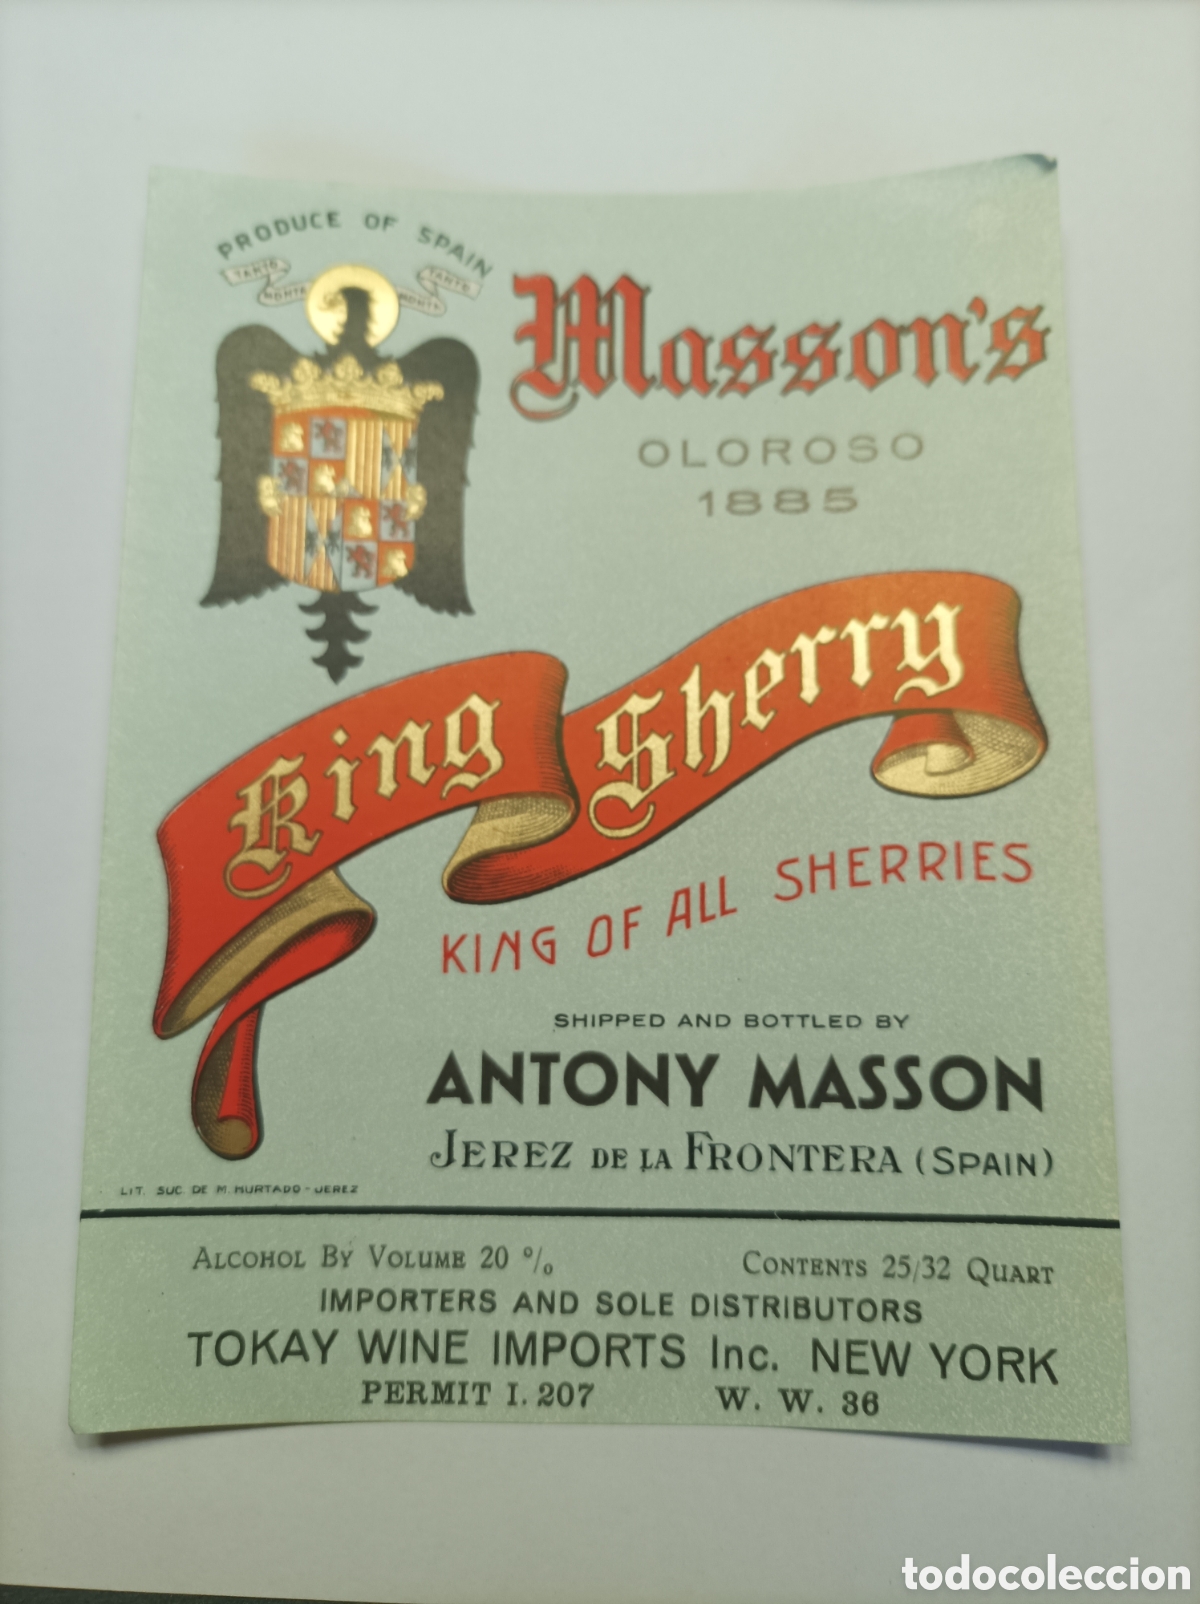 PRODUCE OF SPAIN
TANTO MONTA
TANTO MONTA
Masson's
OLOROSO
1885
King Sherry
KING OF ALL SHERRIES
SHIPPED AND BOTTLED BY
ANTONY MASSON
JEREZ DE LA FRONTERA (SPAIN)
LIT. SUC. DE M. HURTADO - JEREZ
ALCOHOL BY VOLUME 20 %
CONTENTS 25/32 QUART
IMPORTERS AND SOLE DISTRIBUTORS
TOKAY WINE IMPORTS Inc. NEW YORK
PERMIT I. 207 W. W. 36
todocoleccion